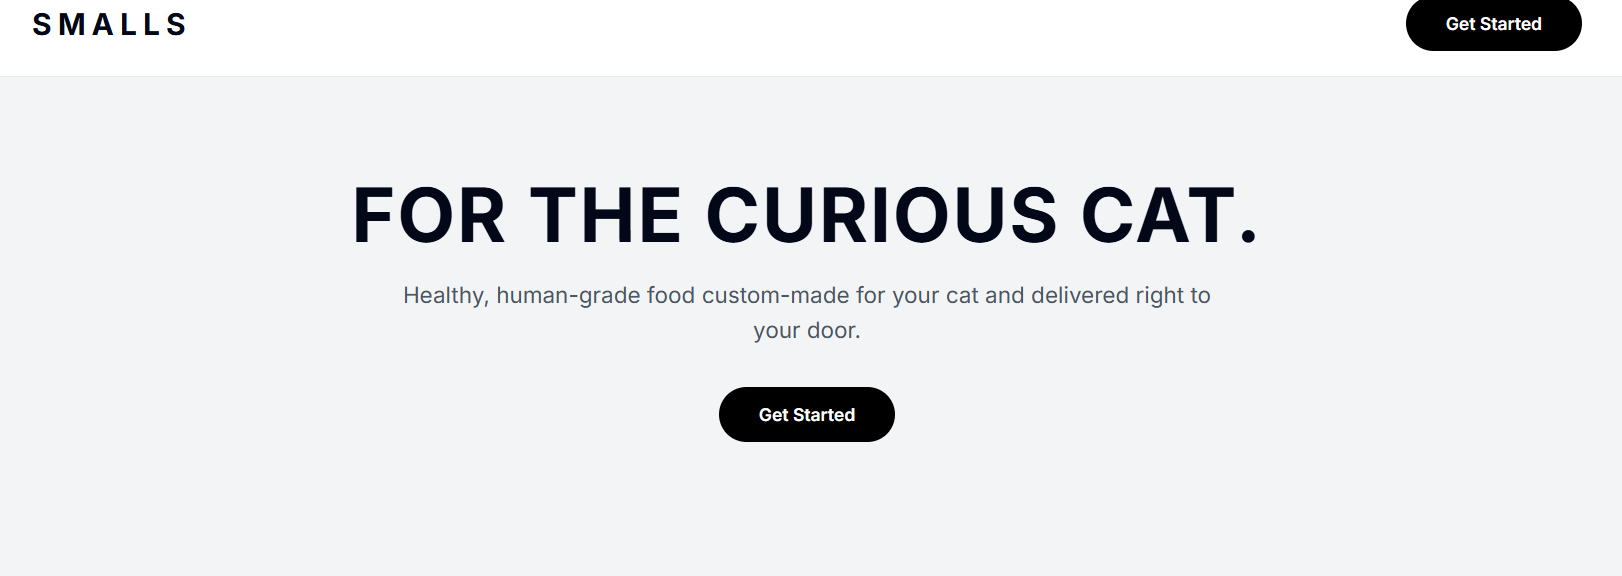 SMALLS
Get Started
FOR THE CURIOUS CAT.
Healthy, human-grade food custom-made for your cat and delivered right to
your door.
Get Started